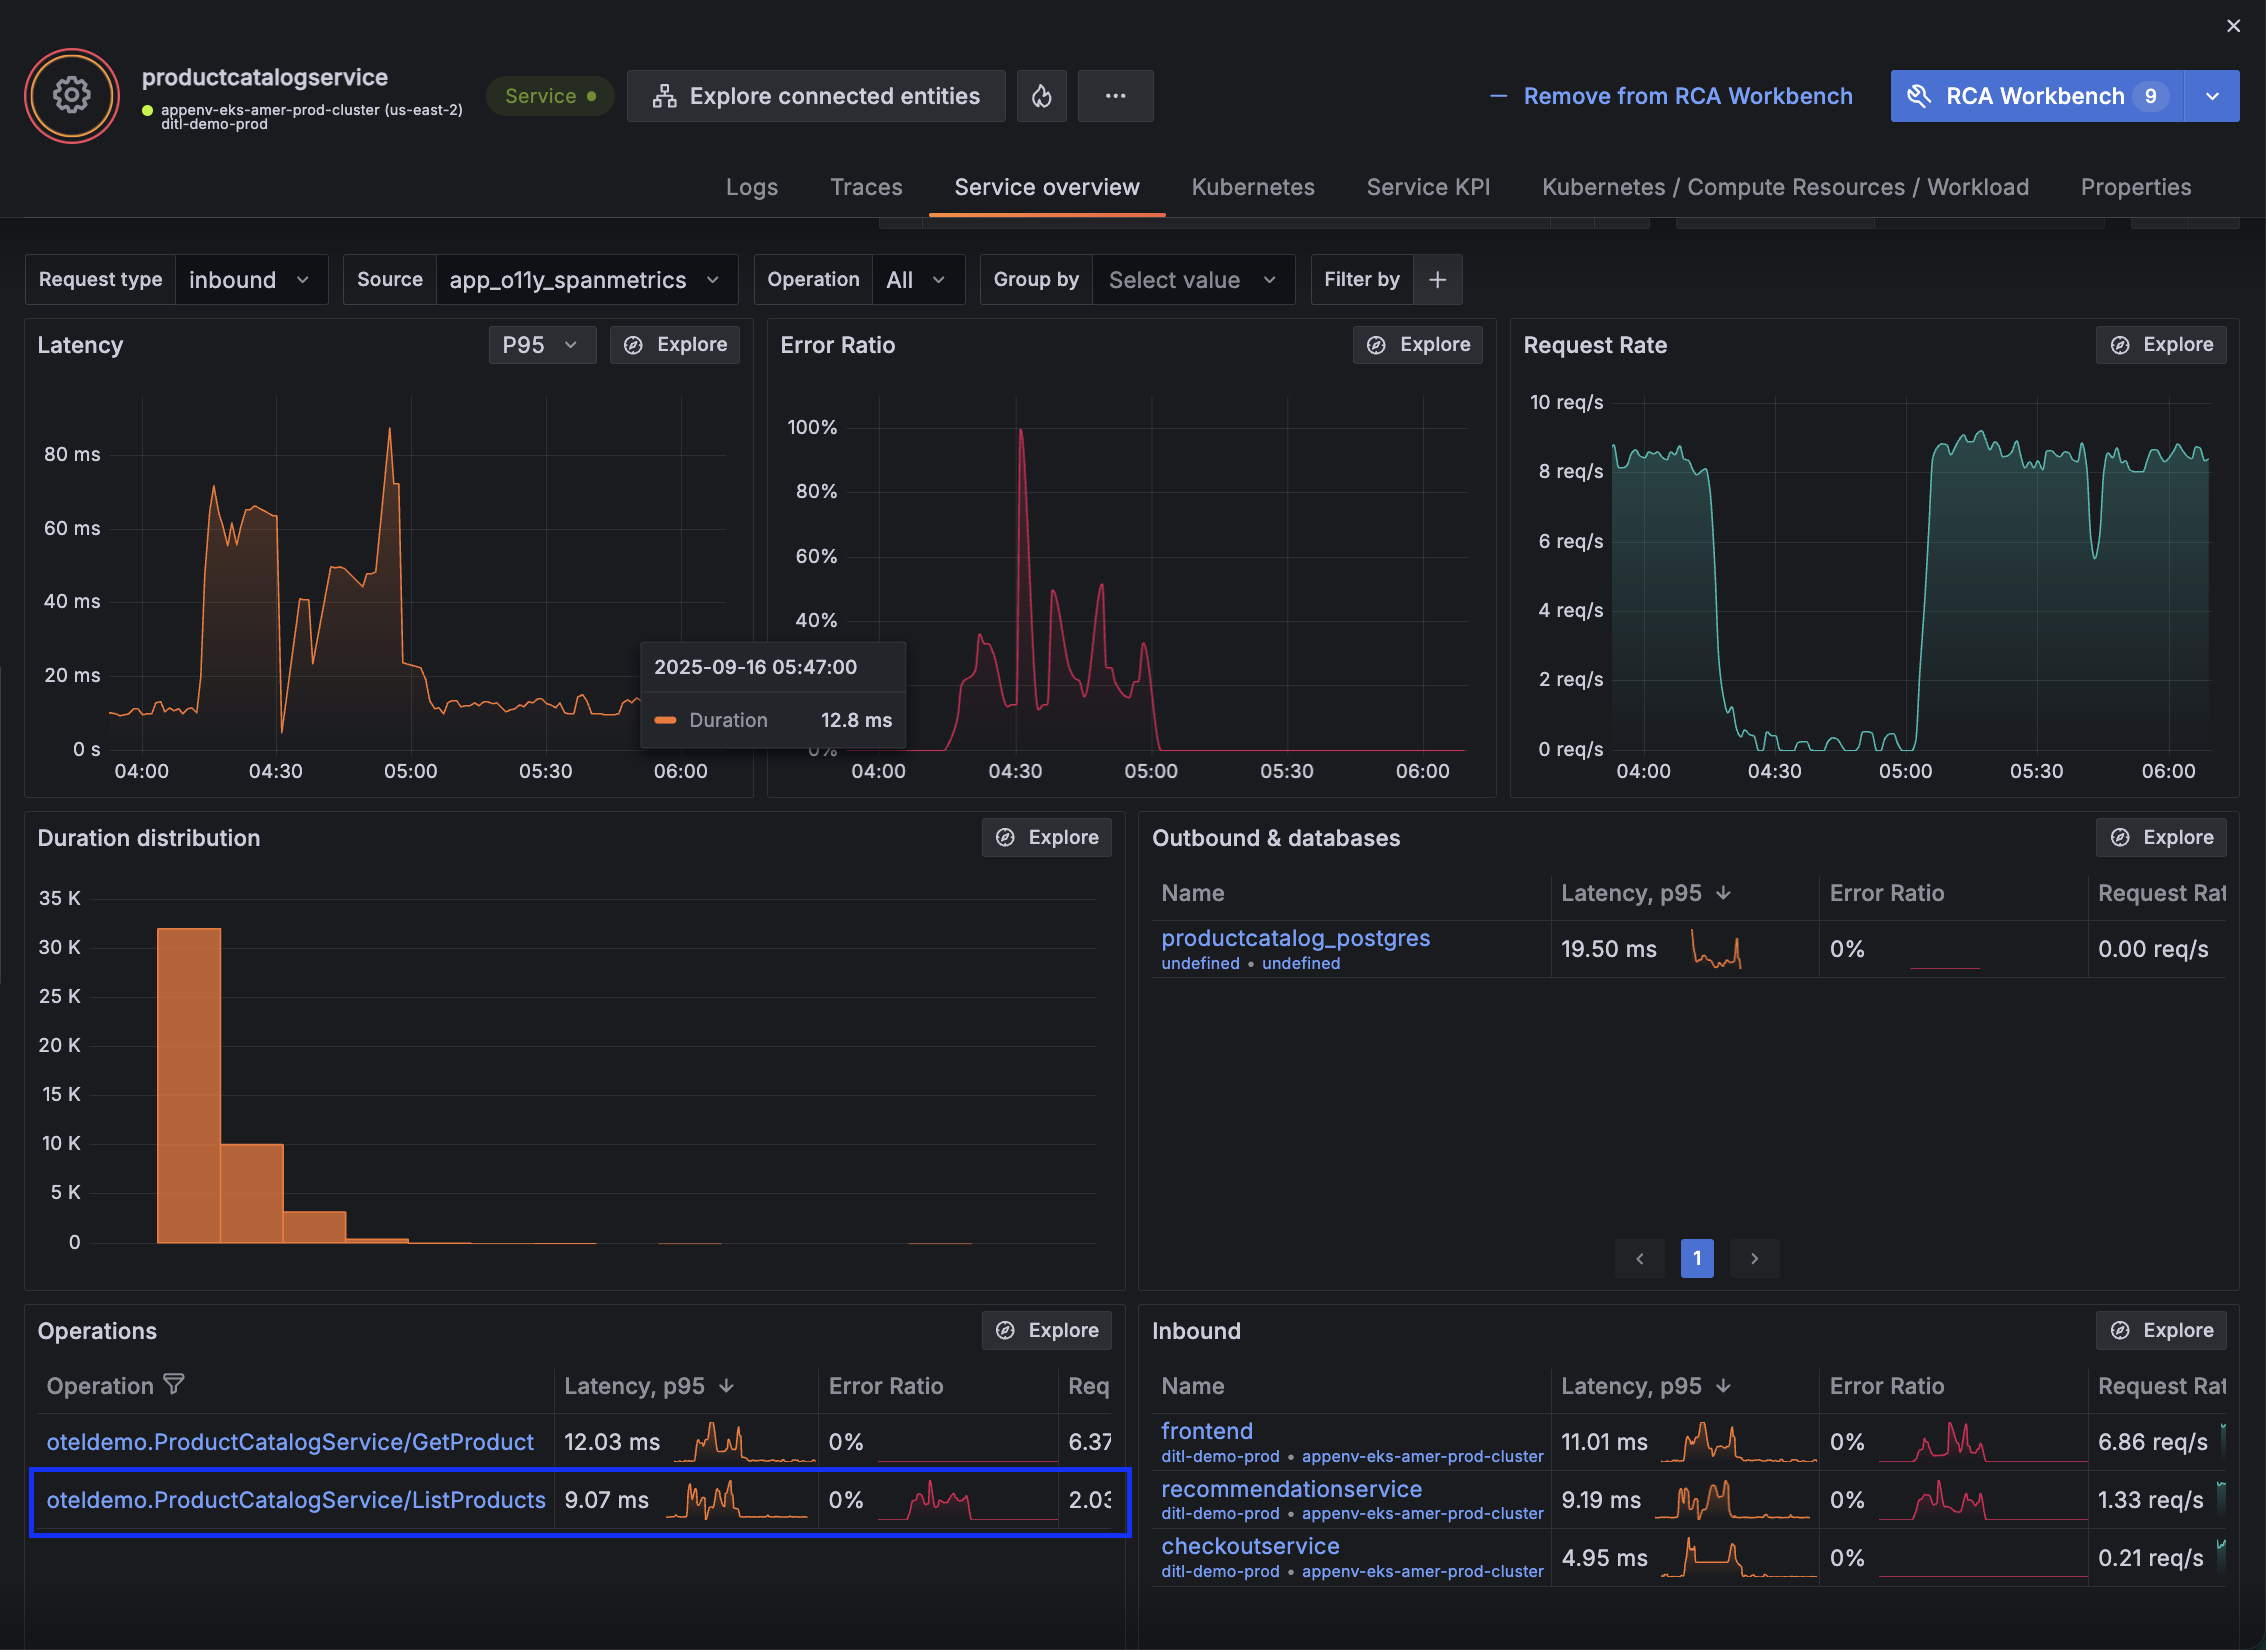 productcatalogservice
appenv-eks-amer-prod-cluster (us-east-2)
ditl-demo-prod
Service
Explore connected entities
Remove from RCA Workbench
RCA Workbench 9
Logs
Traces
Service overview
Kubernetes
Service KPI
Kubernetes / Compute Resources / Workload
Properties
Request type inbound
Source app_o11y_spanmetrics
Operation All
Group by Select value
Filter by
Latency
P95
Explore
80 ms
60 ms
40 ms
20 ms
0 s
04:00 04:30 05:00 05:30 06:00
2025-09-16 05:47:00
Duration 12.8 ms
Error Ratio
Explore
100%
80%
60%
40%
0%
04:00 04:30 05:00 05:30 06:00
Request Rate
Explore
10 req/s
8 req/s
6 req/s
4 req/s
2 req/s
0 req/s
04:00 04:30 05:00 05:30 06:00
Duration distribution
Explore
35 K
30 K
25 K
20 K
15 K
10 K
5 K
0
Outbound & databases
Explore
Name Latency, p95 Error Ratio Request Rat
productcatalog_postgres 19.50 ms 0% 0.00 req/s
undefined • undefined
1
Operations
Explore
Operation Latency, p95 Error Ratio Req
oteldemo.ProductCatalogService/GetProduct 12.03 ms 0% 6.37
oteldemo.ProductCatalogService/ListProducts 9.07 ms 0% 2.03
Inbound
Explore
Name Latency, p95 Error Ratio Request Rat
frontend 11.01 ms 0% 6.86 req/s
ditl-demo-prod • appenv-eks-amer-prod-cluster
recommendationservice 9.19 ms 0% 1.33 req/s
ditl-demo-prod • appenv-eks-amer-prod-cluster
checkoutservice 4.95 ms 0% 0.21 req/s
ditl-demo-prod • appenv-eks-amer-prod-cluster